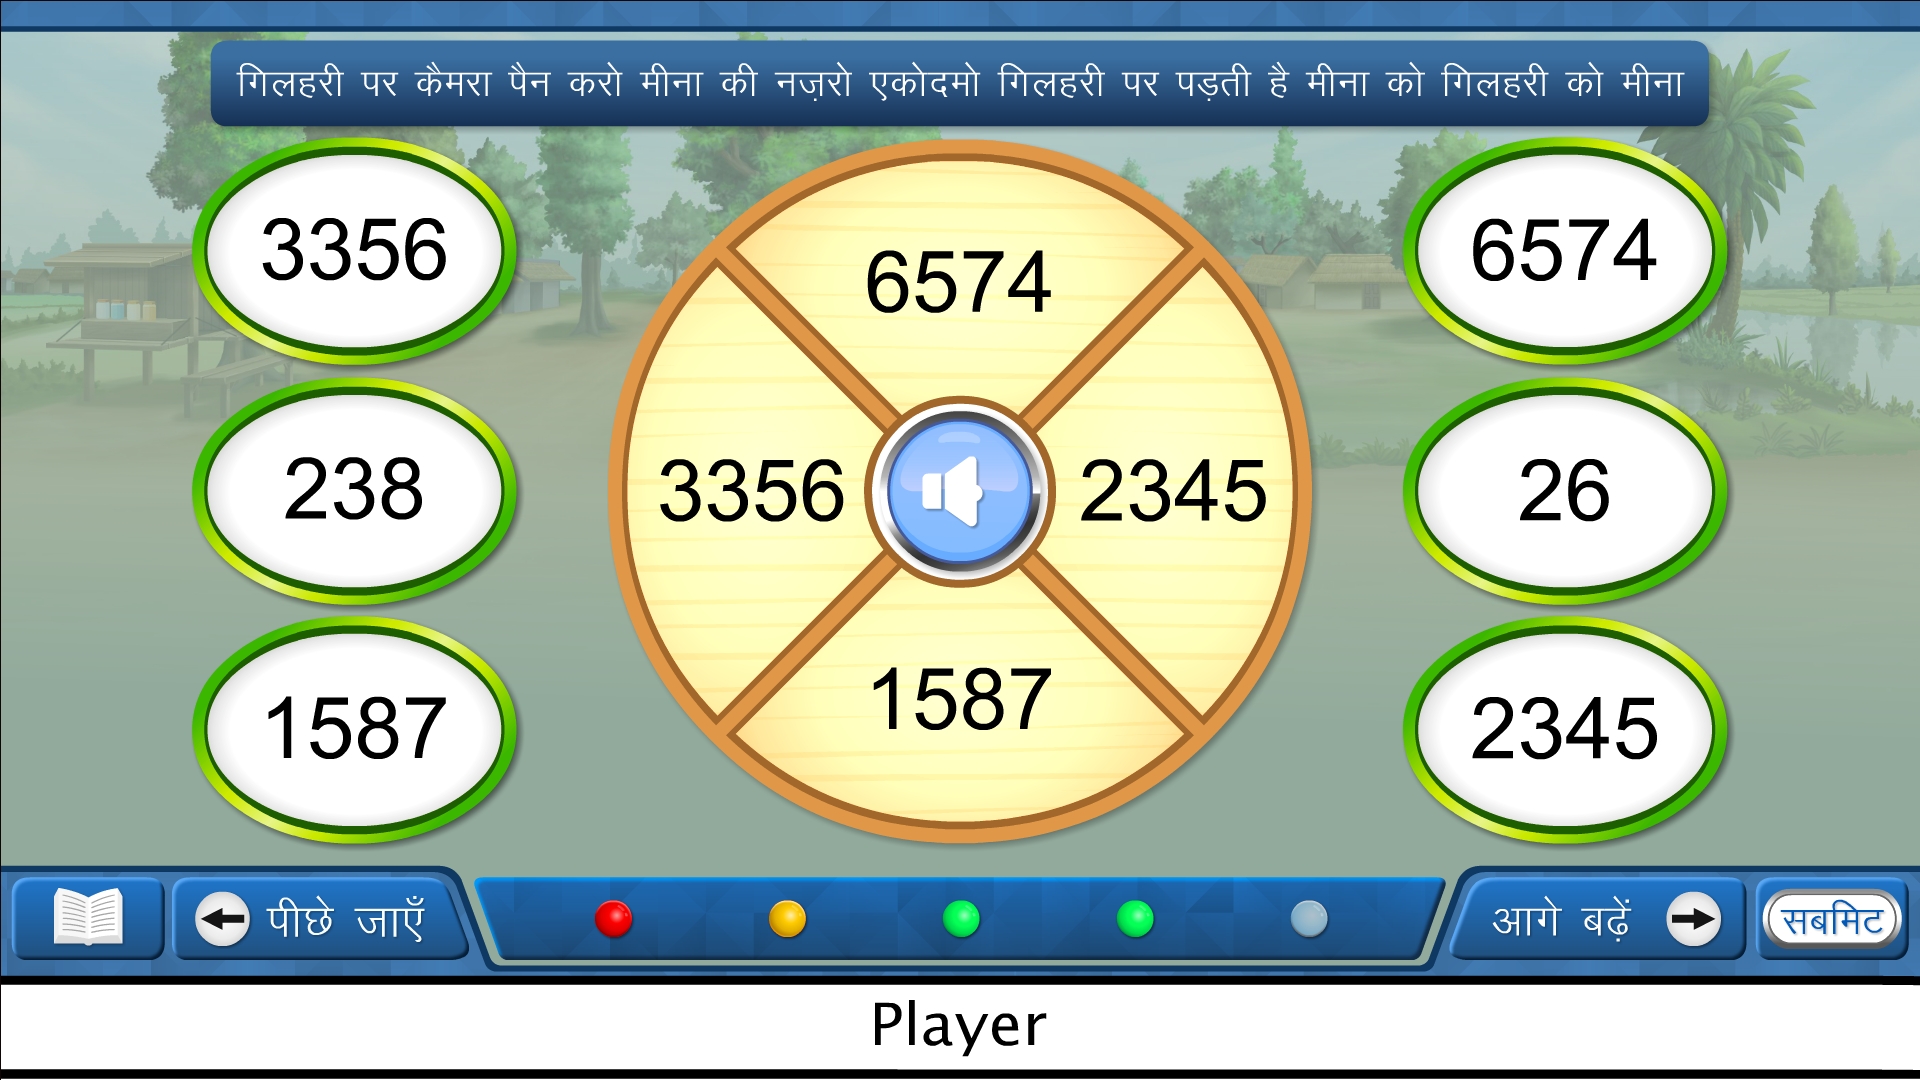 गिलहरी पर कैमरा पैन करो मीना की नज़रो एकोदमो गिलहरी पर पड़ती है मीना को गिलहरी को मीना
3356
238
1587
6574
3356
2345
1587
6574
26
2345
पीछे जाएँ
आगे बढ़ें
सबमिट
Player